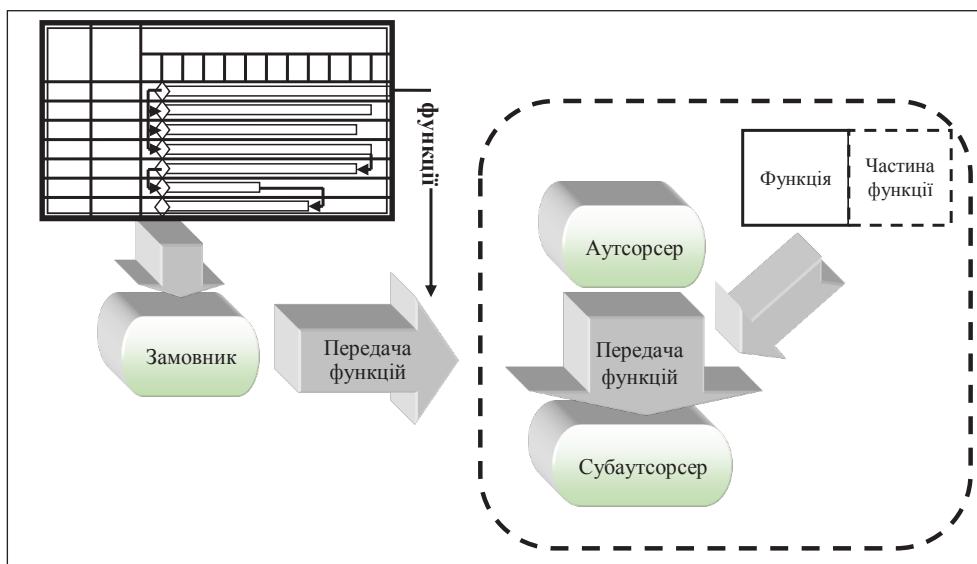 функції
Функція
Частина
функції
Аутсорсер
Замовник
Передача
функцій
Передача
функцій
Субаутсорсер